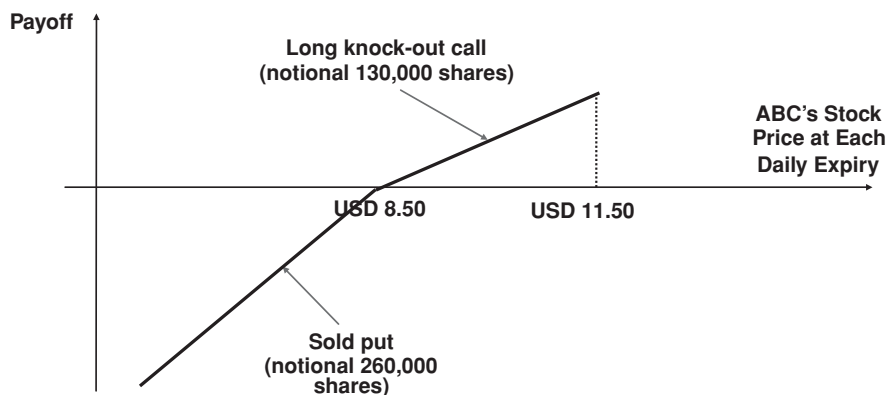 Payoff
Long knock-out call
(notional 130,000 shares)
ABC’s Stock
Price at Each
Daily Expiry
USD 8.50
USD 11.50
Sold put
(notional 260,000
shares)